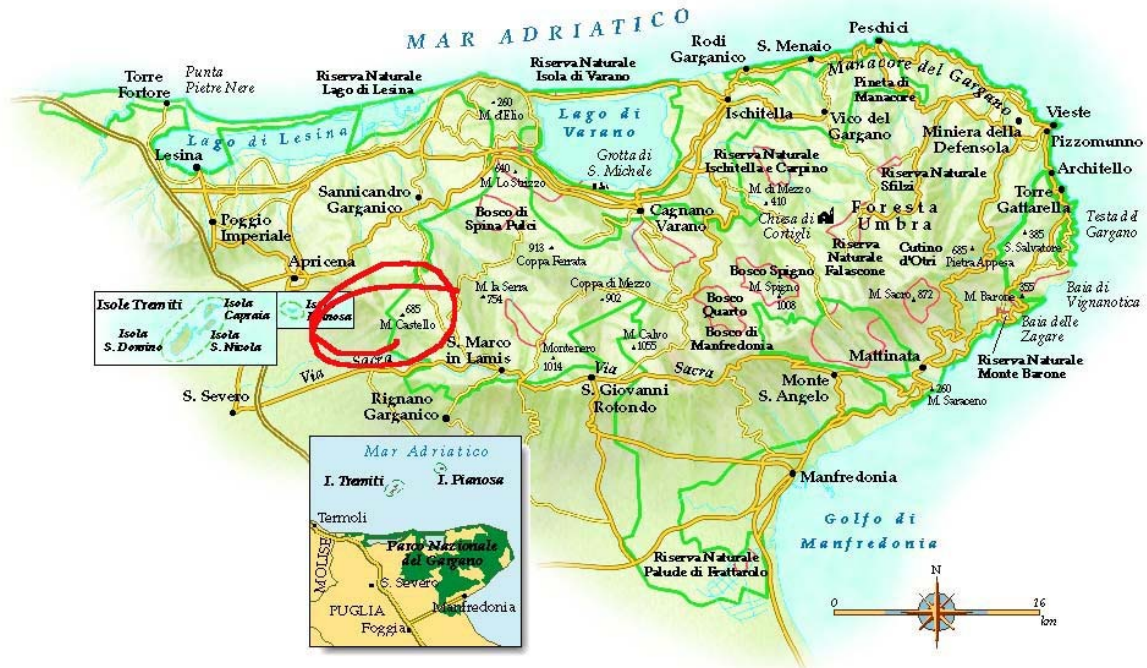 MAR ADRIATICO
Peschici
Rodi
Garganico
S. Menaio
Manacore del Gargano
Pineta di
Manacore
Torre
Fortore
Punta
Pietre Nere
Riserva Naturale
Lago di Lesina
Riserva Naturale
Isola di Varano
260
M. d'Elio
Lago di
Varano
Ischitella
Vico del
Gargano
Vieste
Pizzomunno
Miniera della
Defensola
Lago di Lesina
Lesina
Grotta di
S. Michele
Riserva Naturale
Ischitella e Carpino
Riserva Naturale
Sfilzi
Architello
640
M. Lo Strizzo
M. di Mezzo
410
Torre
Gattarella
Sannicandro
Garganico
Bosco di
Spina Pulci
Cagnano
Varano
Chiesa di
Cortigli
Foresta
Umbra
Testa del
Gargano
Poggio
Imperiale
913
Coppa Ferrata
Riserva
Naturale
Falascone
Cutino
d'Otri
385
S. Salvatore
685
Pietra Appesa
Apricena
M. la Serra
754
Coppa di Mezzo
902
Bosco Spigno
M. Spigno
1008
M. Sacro 872
M. Barone
855
Baia di
Vignanotica
Isole Tremiti
Isola
Capraia
Isola
S. Domino
Isola
S. Nicola
685
M. Castello
Bosco
Quarto
Bosco di
Manfredonia
Baia delle
Zagare
S. Marco
in Lamis
Montenero
1014
M. Calvo
1055
Mattinata
Riserva Naturale
Monte Barone
Via Sacra
Via Sacra
S. Severo
Rignano
Garganico
S. Giovanni
Rotondo
Monte
S. Angelo
260
M. Saraceno
Manfredonia
Golfo di
Manfredonia
Riserva Naturale
Palude di Frattarolo
Mar Adriatico
I. Tremiti
I. Pianosa
Termoli
MOLISE
Parco Nazionale
del Gargano
S. Severo
Manfredonia
PUGLIA
Foggia
N
0
16
km